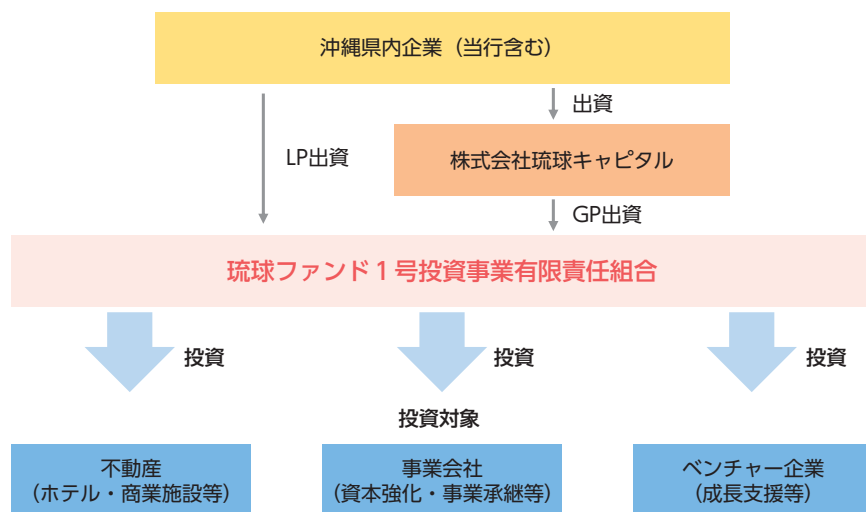 沖縄県内企業（当行含む）
出資
LP出資
株式会社琉球キャピタル
GP出資
琉球ファンド１号投資事業有限責任組合
投資
投資
投資
投資対象
不動産
（ホテル・商業施設等）
事業会社
（資本強化・事業承継等）
ベンチャー企業
（成長支援等）